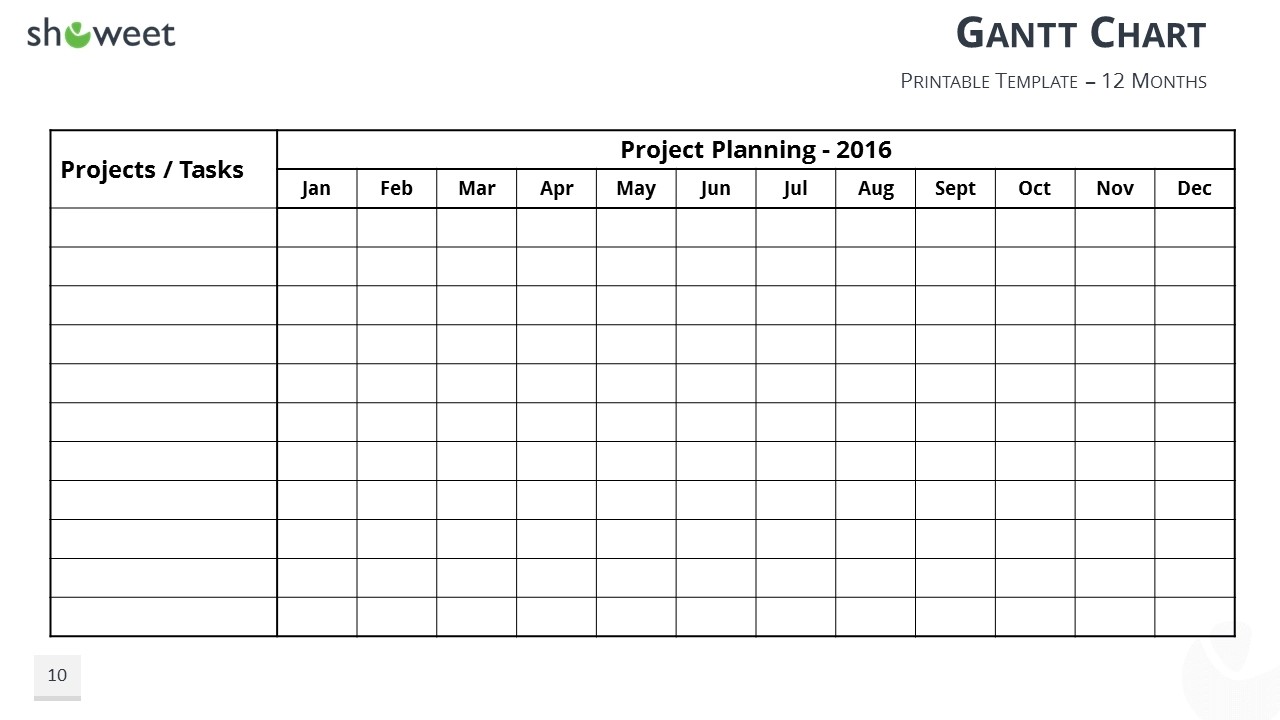 showeet
GANTT CHART
PRINTABLE TEMPLATE – 12 MONTHS
Projects / Tasks
Project Planning - 2016
Jan Feb Mar Apr May Jun Jul Aug Sept Oct Nov Dec
10